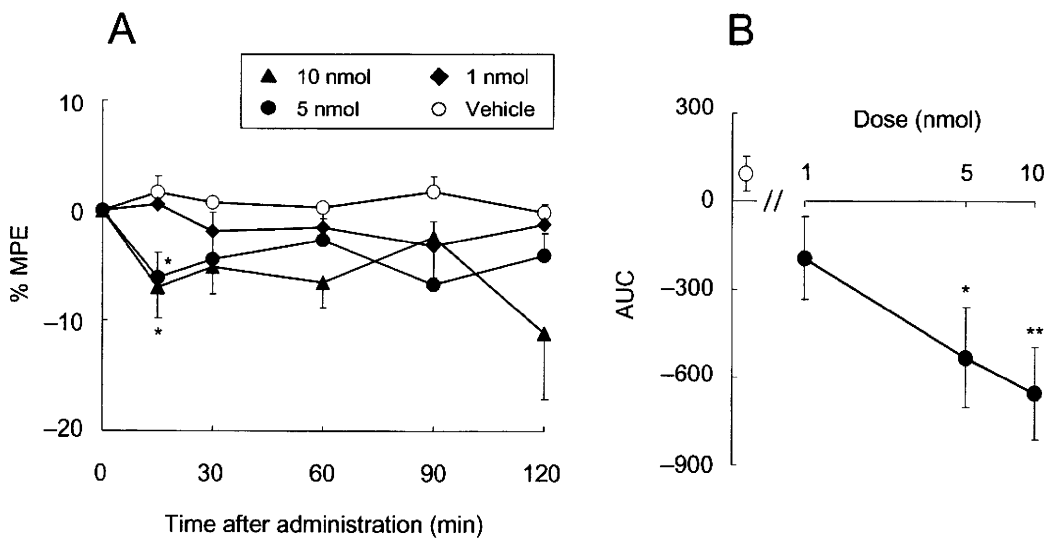 A
10 nmol
1 nmol
5 nmol
Vehicle
10
0
–10
–20
% MPE
*
*
0
30
60
90
120
Time after administration (min)
B
Dose (nmol)
1
5
10
300
0
–300
–600
–900
AUC
//
*
**